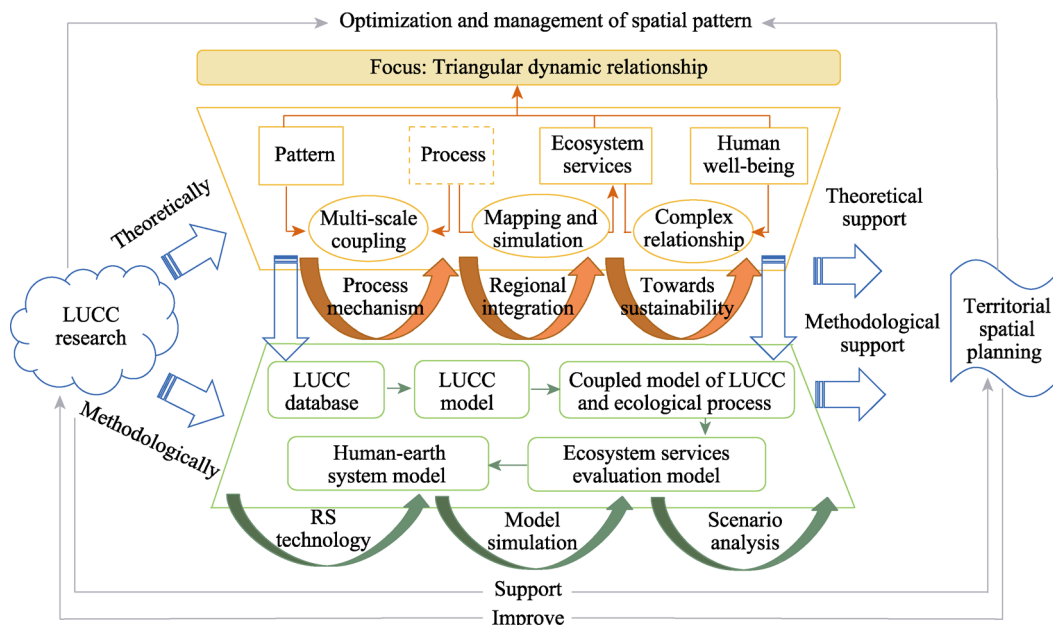 Optimization and management of spatial pattern
Focus: Triangular dynamic relationship
Pattern
Process
Ecosystem
services
Human
well-being
Multi-scale
coupling
Mapping and
simulation
Complex
relationship
Theoretically
Process
mechanism
Regional
integration
Towards
sustainability
Theoretical
support
LUCC
research
Methodological
support
Territorial
spatial
planning
Methodologically
LUCC
database
LUCC
model
Coupled model of LUCC
and ecological process
Human-earth
system model
Ecosystem services
evaluation model
RS
technology
Model
simulation
Scenario
analysis
Support
Improve